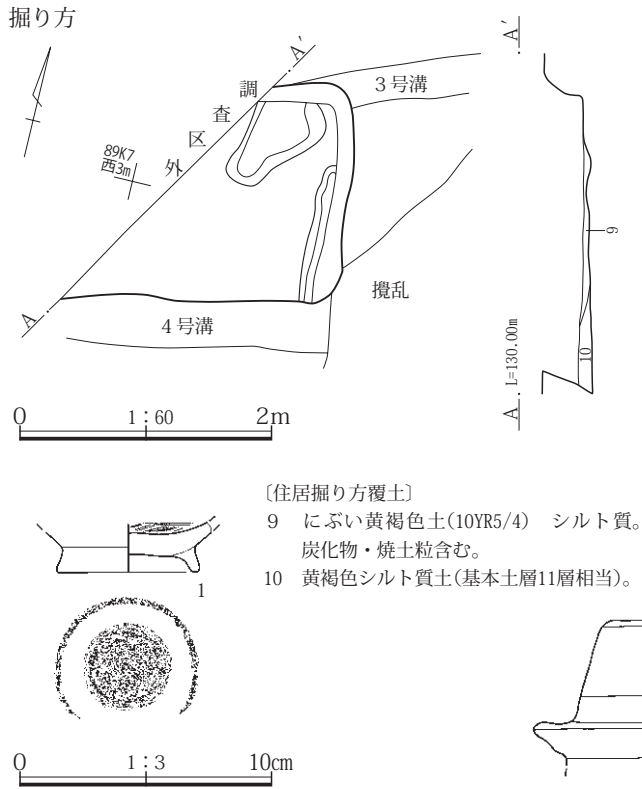 掘り方
A′
調査区外
3号溝
89K7
西3m
攪乱
A
4号溝
0 1：60 2m
A′
9
10
L=130.00m
A
〔住居掘り方覆土〕
9 にぶい黄褐色土(10YR5/4) シルト質。
炭化物・焼土粒含む。
10 黄褐色シルト質土(基本土層11層相当)。
1
0 1：3 10cm